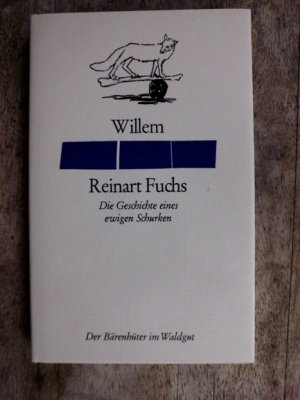 Willem
Reinart Fuchs
Die Geschichte eines
ewigen Schurken
Der Bärenhüter im Waldgut